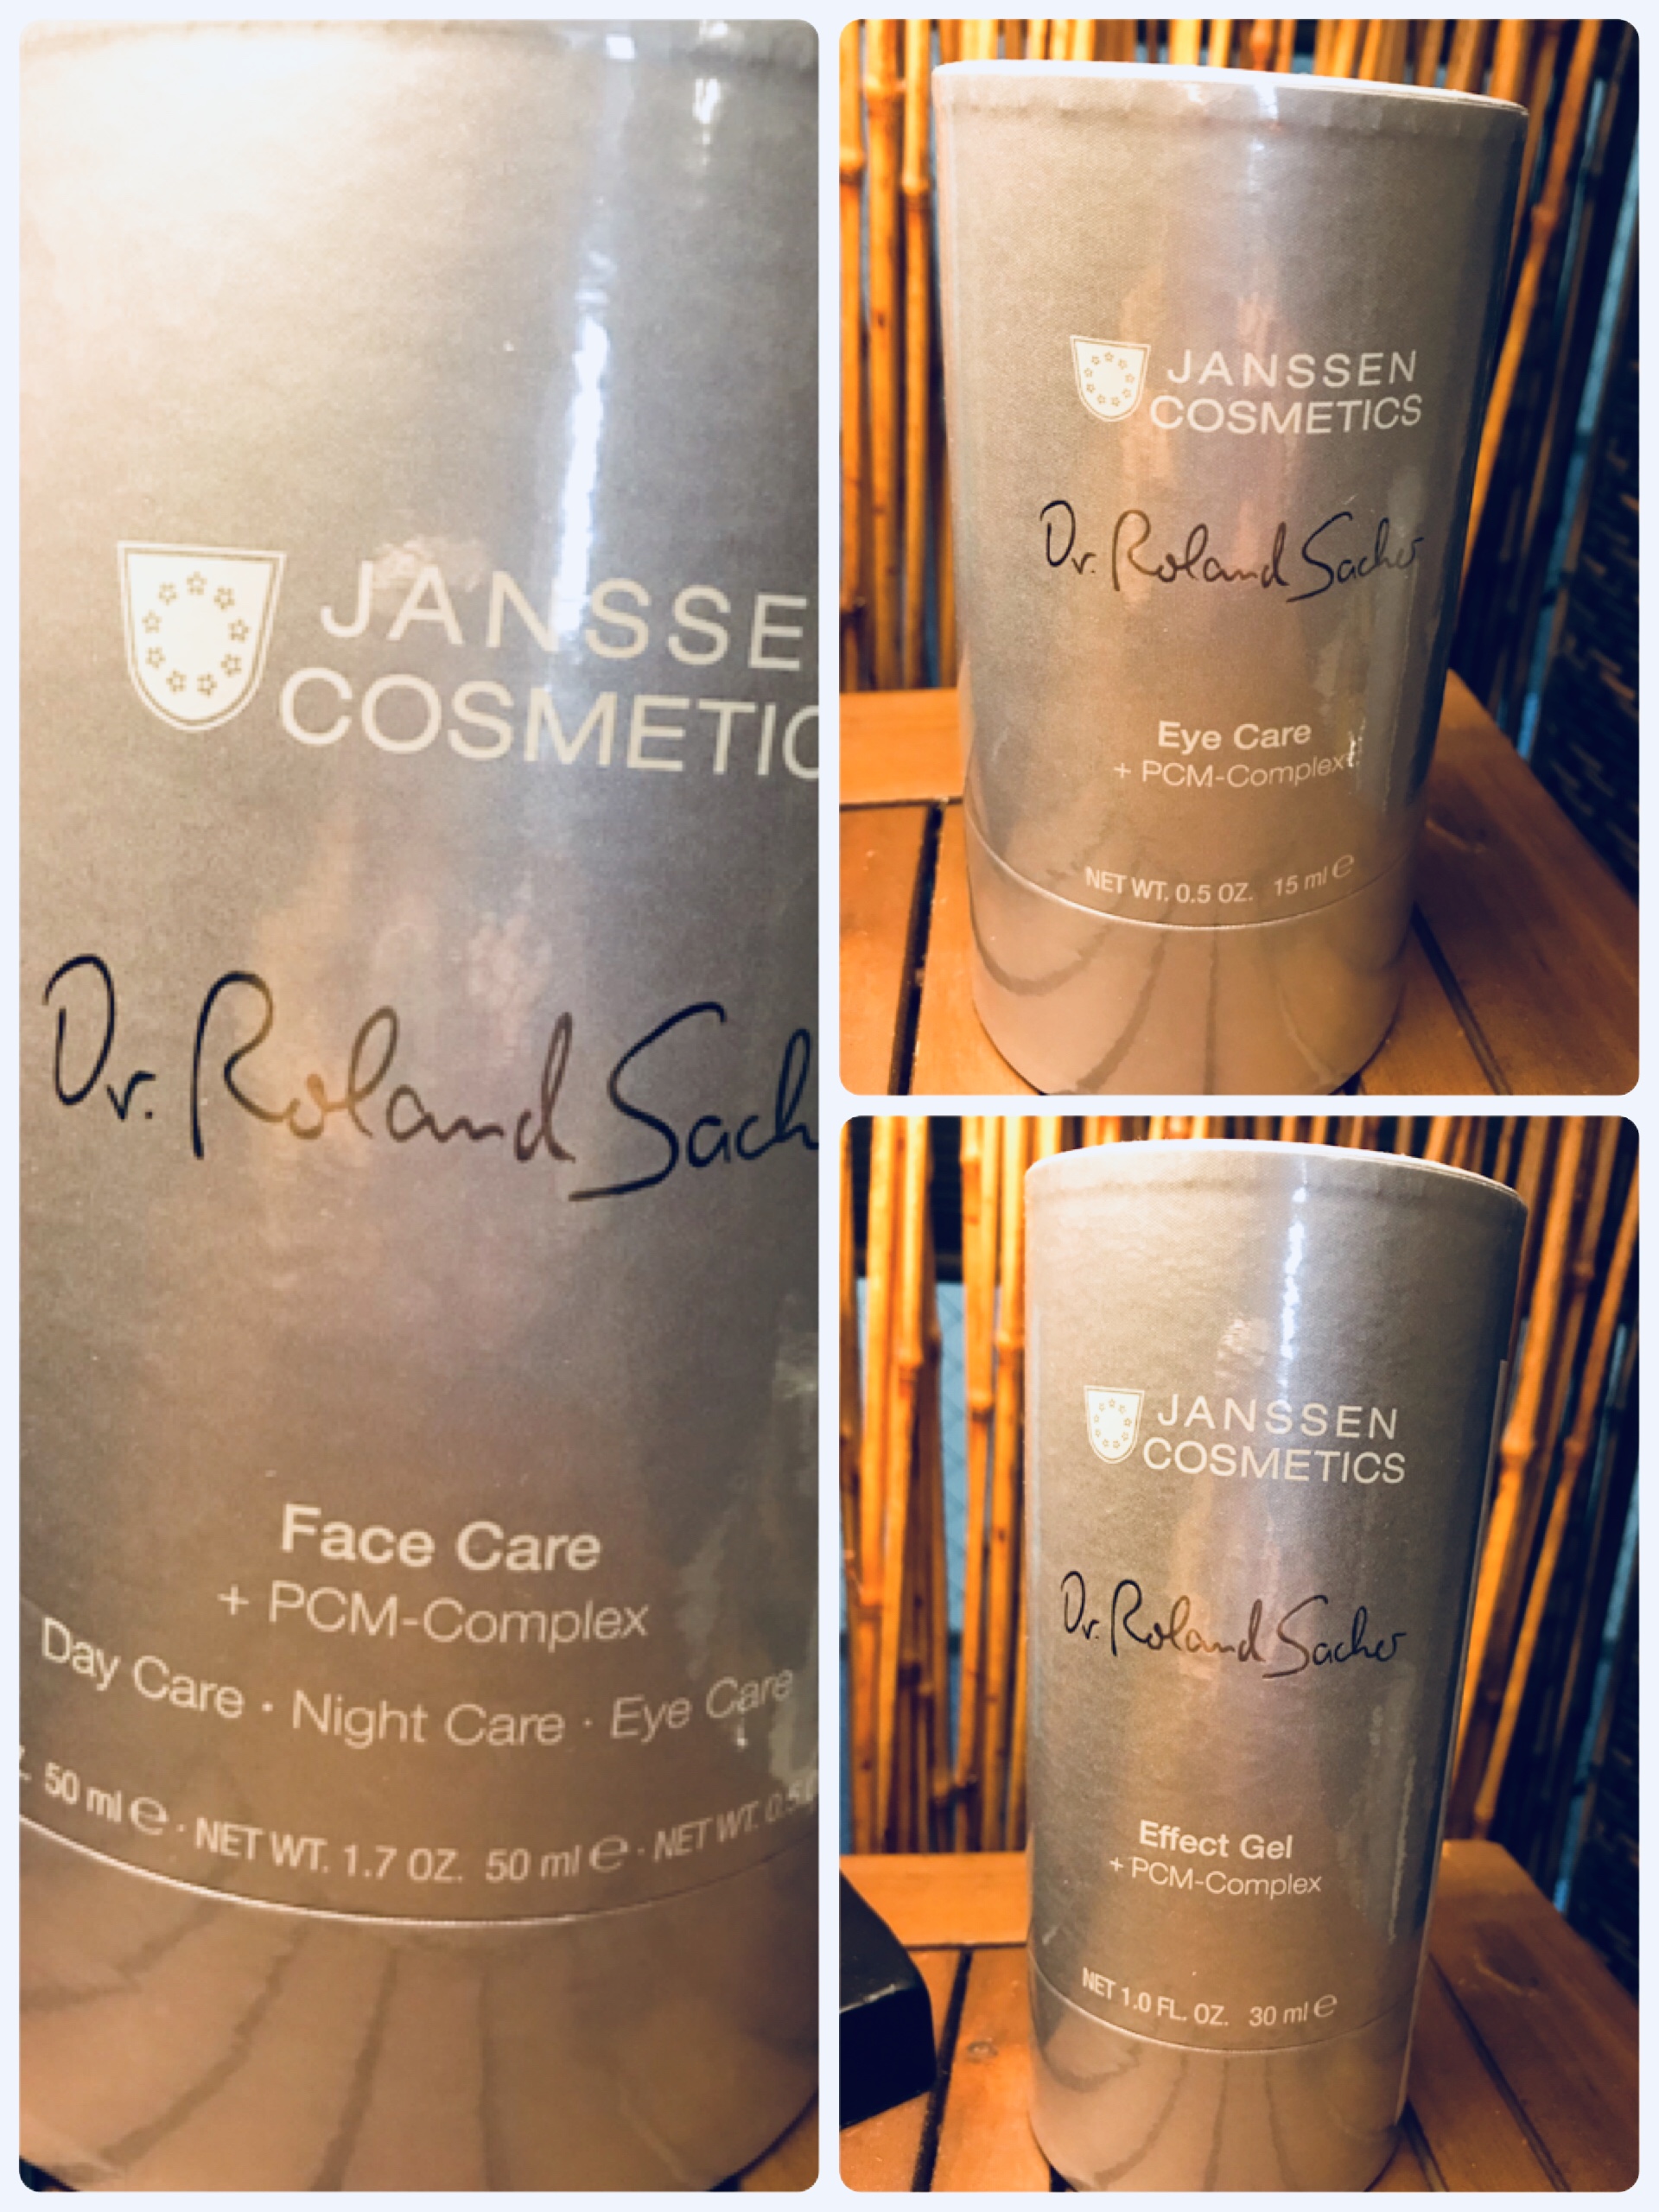 JANSSE
COSMETIC
Dr. Roland Sach
Face Care
+ PCM-Complex
Day Care · Night Care · Eye Care
50 ml ℮ · NET WT. 1.7 OZ. 50 ml ℮ · NET WT. 0.5
JANSSEN
COSMETICS
Dr. Roland Sacher
Eye Care
+ PCM-Complex
NET WT. 0.5 OZ. 15 ml ℮
JANSSEN
COSMETICS
Dr. Roland Sacher
Effect Gel
+ PCM-Complex
NET 1.0 FL. OZ. 30 ml ℮